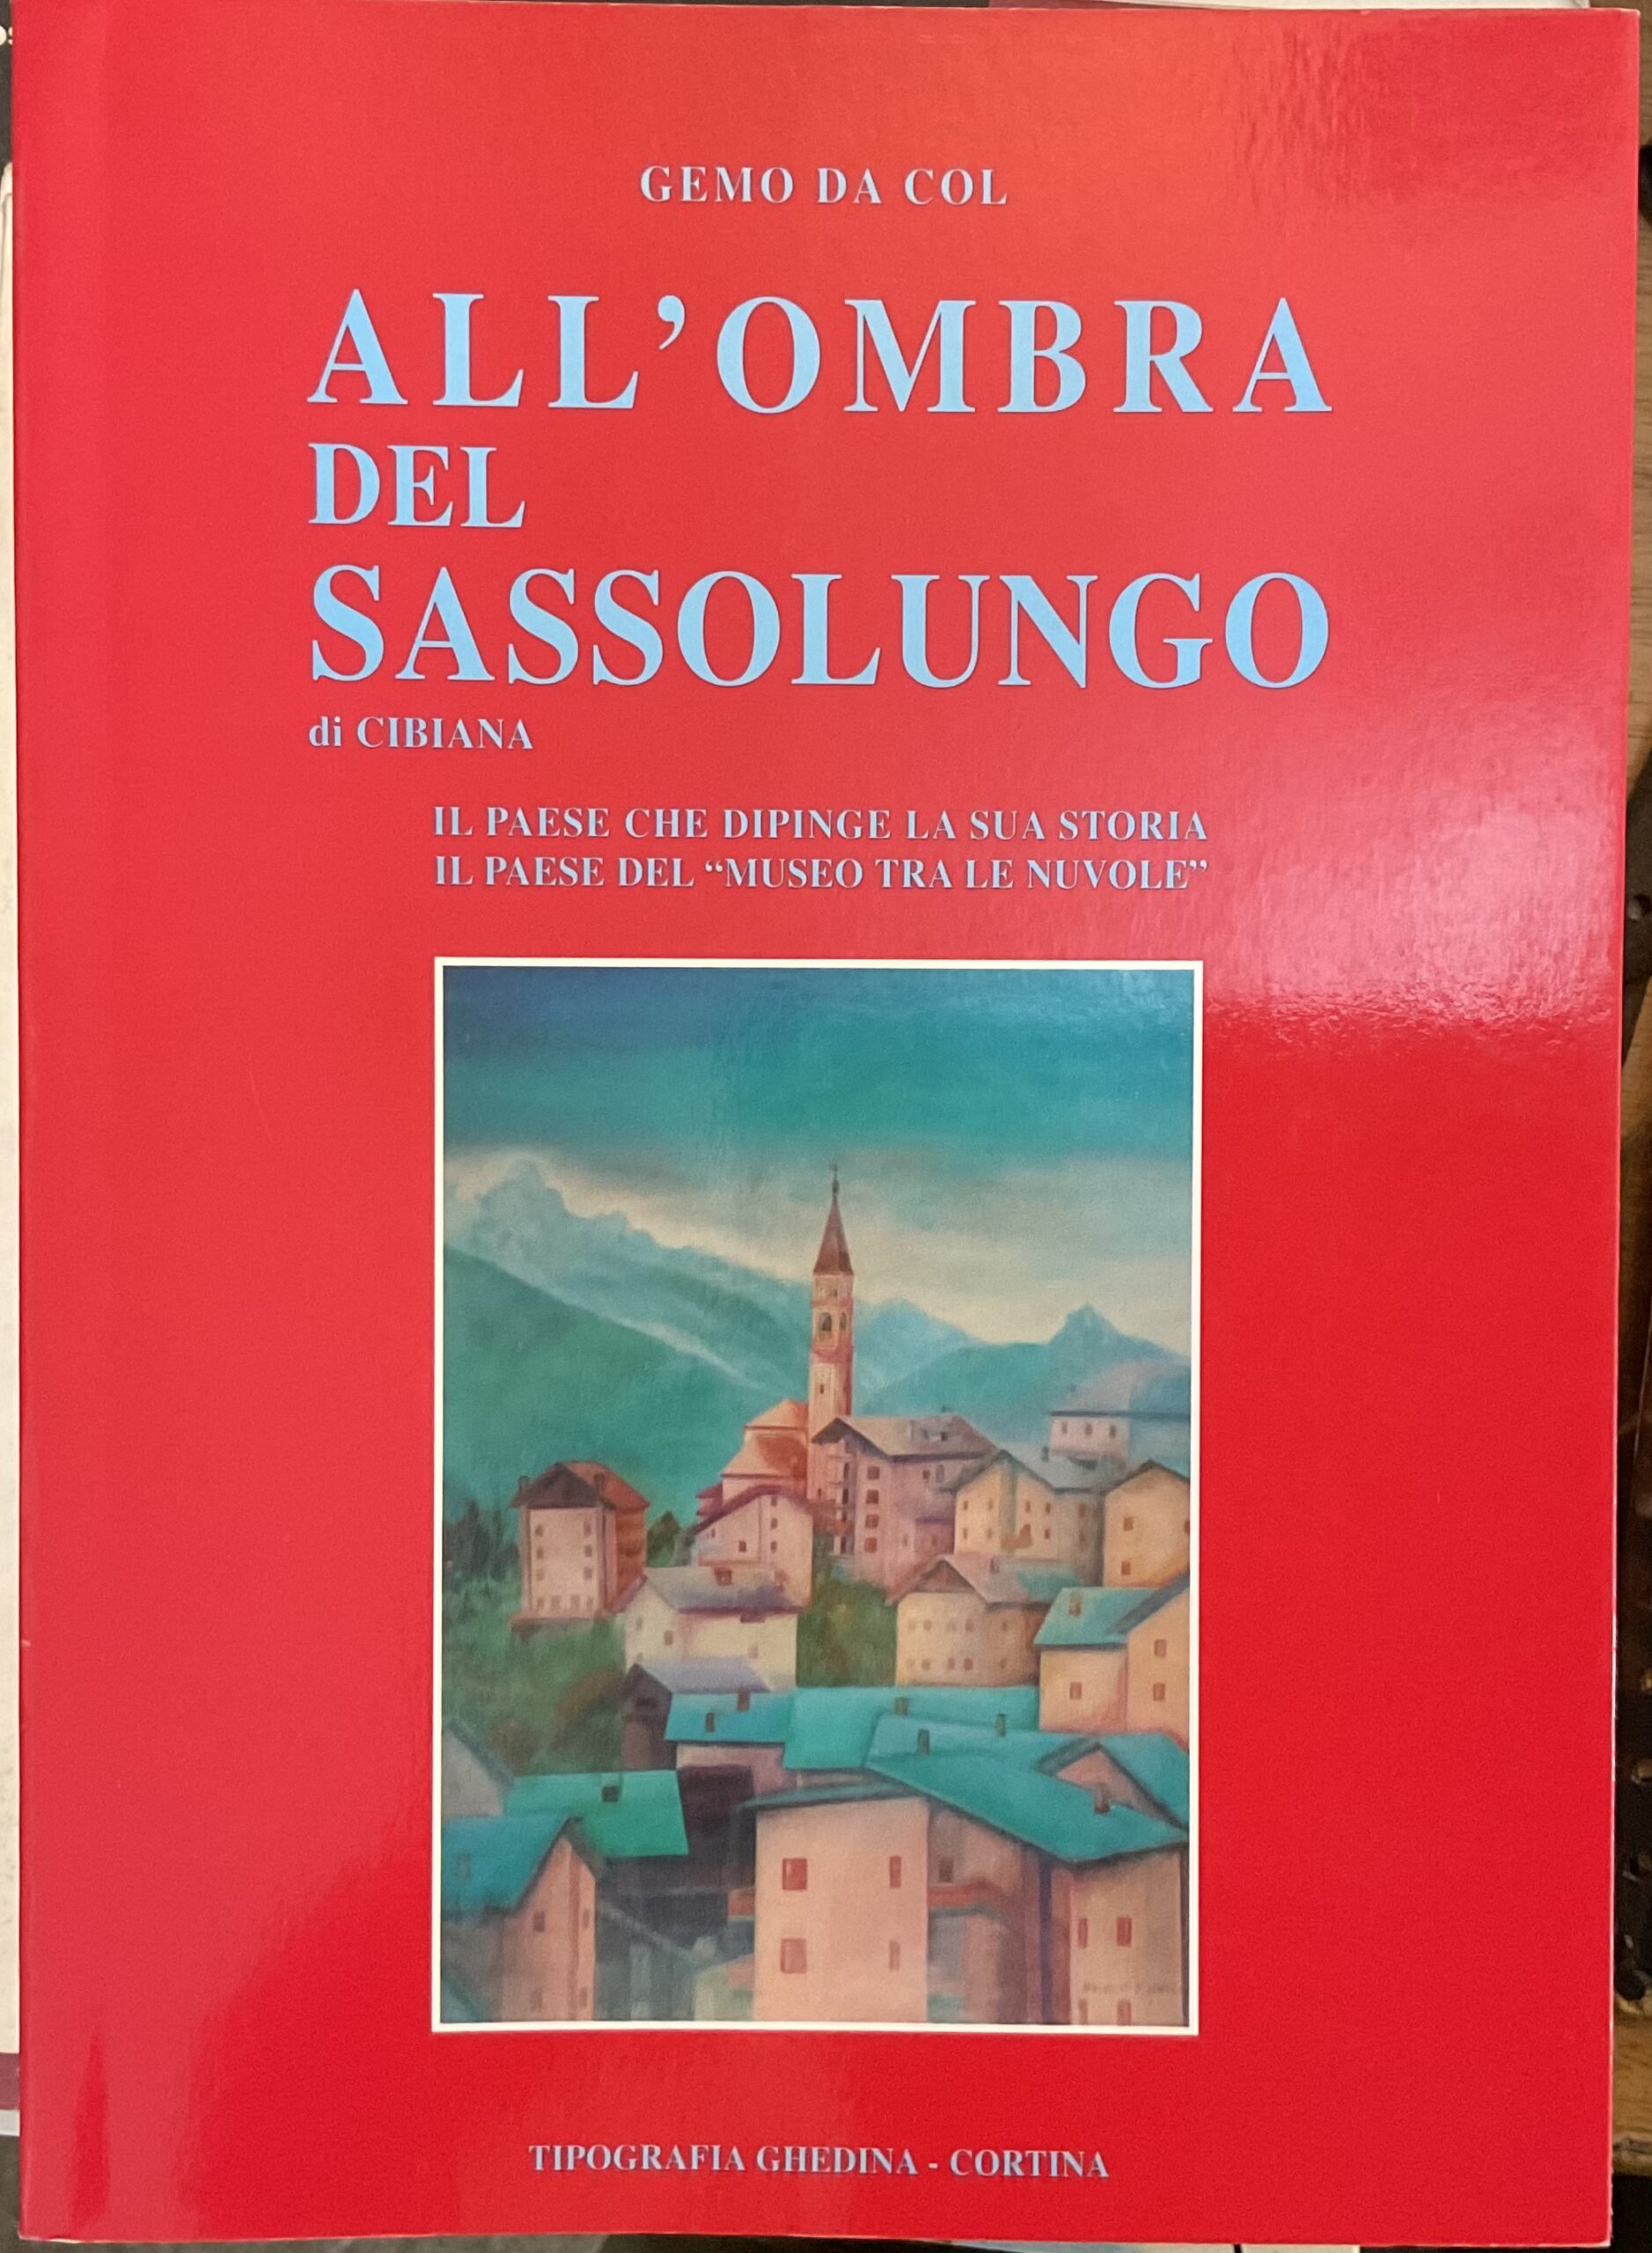 GEMO DA COL
ALL’OMBRA
DEL
SASSOLUNGO
di CIBIANA
IL PAESE CHE DIPINGE LA SUA STORIA
IL PAESE DEL “MUSEO TRA LE NUVOLE”
TIPOGRAFIA GHEDINA - CORTINA